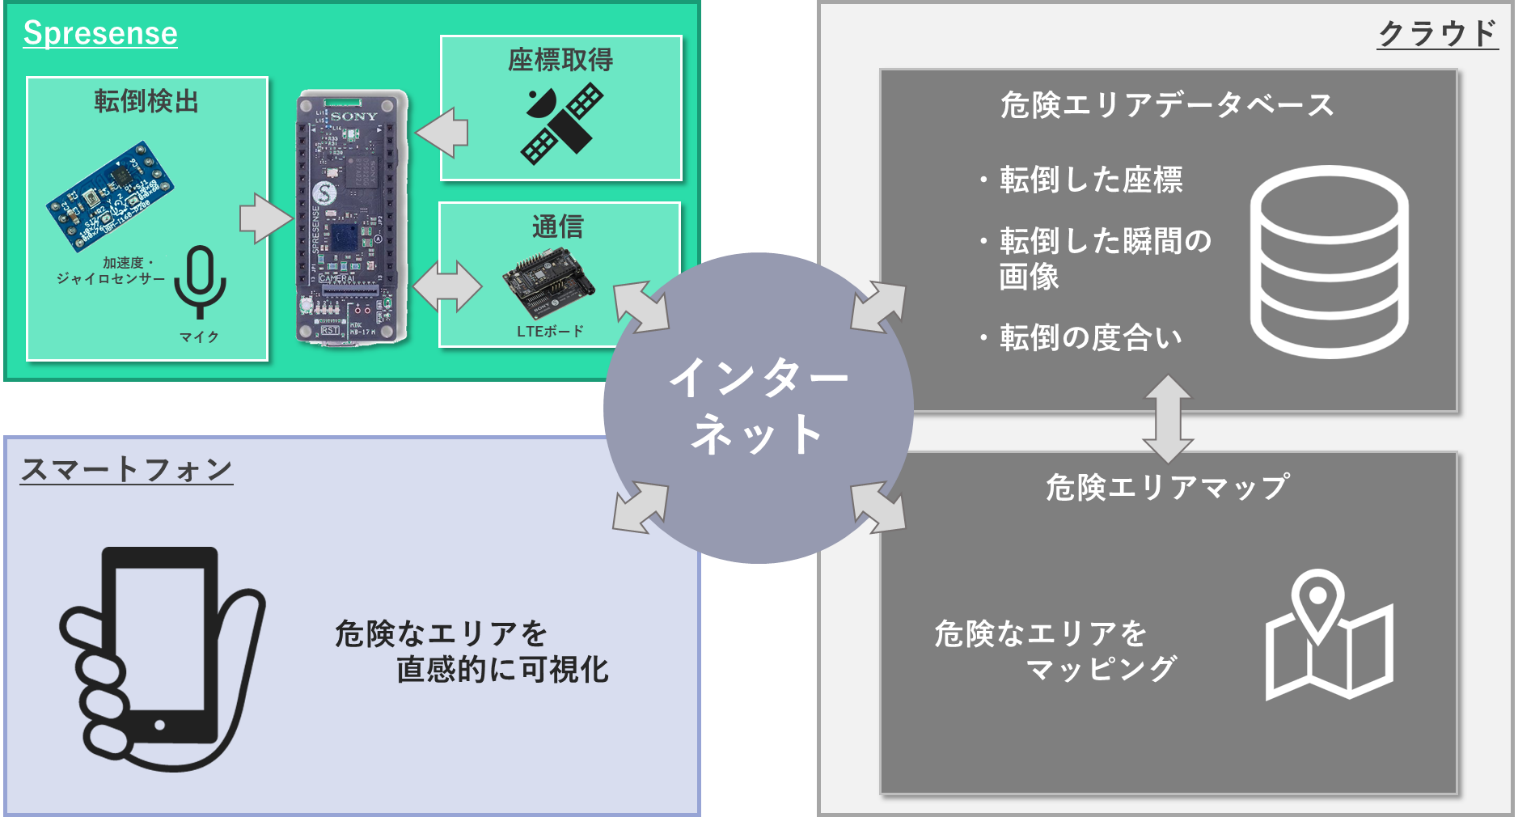 Spresense
転倒検出
加速度・
ジャイロセンサー
マイク
SONY
SPRESENSE
CAMERA
RST
座標取得
通信
LTEボード
インター
ネット
クラウド
危険エリアデータベース
・転倒した座標
・転倒した瞬間の
画像
・転倒の度合い
危険エリアマップ
危険なエリアを
マッピング
スマートフォン
危険なエリアを
直感的に可視化